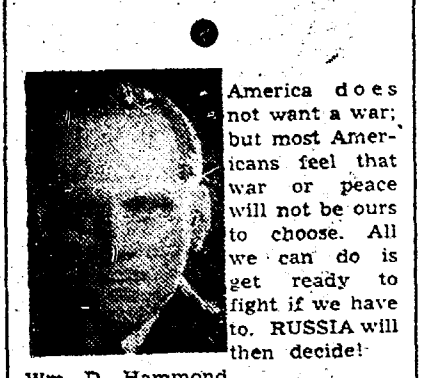 America does
not want a war;
but most Amer-
icans feel that
war or peace
will not be ours
to choose. All
we can do is
get ready to
fight if we have
to. RUSSIA will
then decide!
Wm. D. Hammond